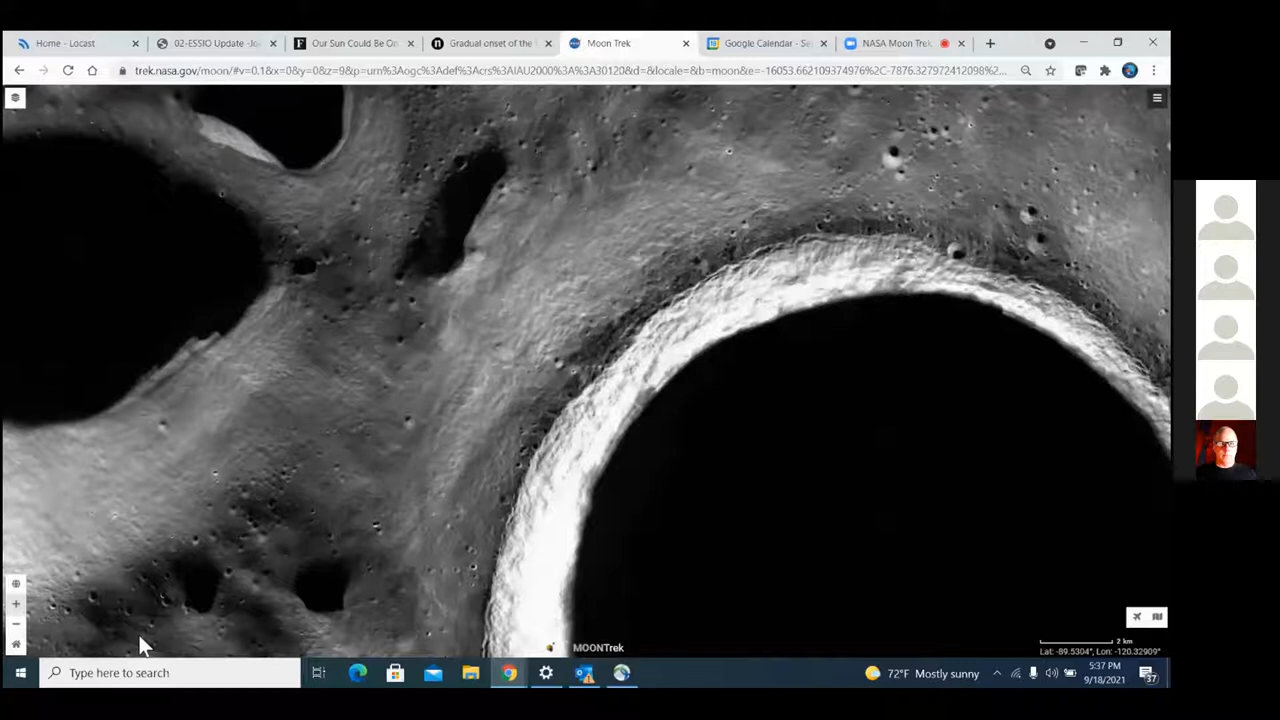 Home - Locast
02-ESSIO Update -Jo
Our Sun Could Be On
Gradual onset of the
Moon Trek
Google Calendar - Se
NASA Moon Trek
trek.nasa.gov/moon/#v=0.1&x=0&y=0&z=9&p=urn%3Aogc%3Adef%3Acrs%3AIAU2000%3A%3A30120&d=&locale=&b=moon&e=-16053.662109374976%2C-7876.327972412098%2...
MOONTrek
2 km
Lat: -89.5304° Lon: -120.32909°
Type here to search
72°F Mostly sunny
5:37 PM
9/18/2021
37